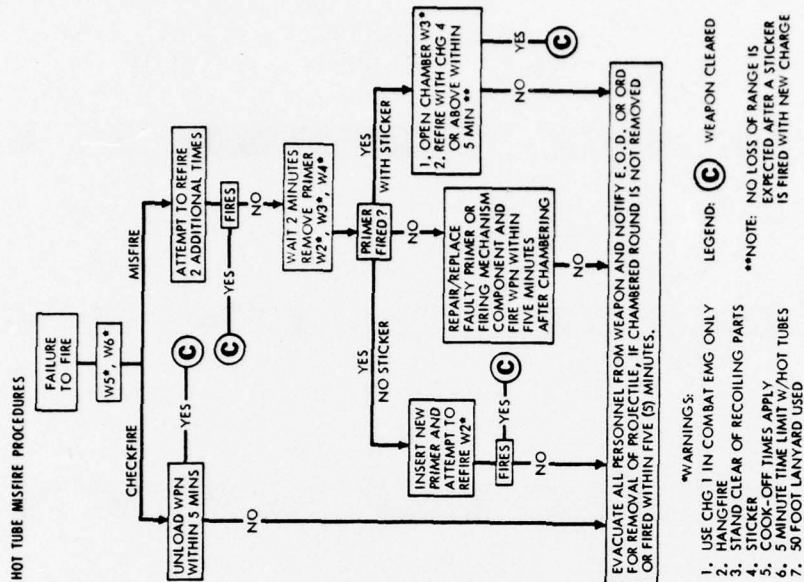 HOT TUBE MISFIRE PROCEDURES
FAILURE
TO FIRE
W5*, W6*
CHECKFIRE
MISFIRE
UNLOAD WPN
WITHIN 5 MINS
YES
C
NO
ATTEMPT TO REFIRE
2 ADDITIONAL TIMES
FIRES
YES
C
NO
WAIT 2 MINUTES
REMOVE PRIMER
W2*, W3*, W4*
PRIMER
FIRED?
YES
NO STICKER
NO
YES
WITH STICKER
INSERT NEW
PRIMER AND
ATTEMPT TO
REFIRE W2*
FIRES
YES
C
NO
REPAIR/REPLACE
FAULTY PRIMER OR
FIRING MECHANISM
COMPONENT AND
FIRE WPN WITHIN
FIVE MINUTES
AFTER CHAMBERING
NO
1. OPEN CHAMBER W3*
2. REFIRE WITH CHG 4
OR ABOVE WITHIN
5 MIN **
YES
C
NO
EVACUATE ALL PERSONNEL FROM WEAPON AND NOTIFY E.O.D. OR ORD
FOR REMOVAL OF PROJECTILE, IF CHAMBERED ROUND IS NOT REMOVED
OR FIRED WITHIN FIVE (5) MINUTES.
*WARNINGS:
1. USE CHG 1 IN COMBAT EMG ONLY
2. HANGFIRE
3. STAND CLEAR OF RECOILING PARTS
4. STICKER
5. COOK-OFF TIMES APPLY
6. 5 MINUTE TIME LIMIT W/HOT TUBES
7. 50 FOOT LANYARD USED
LEGEND: C WEAPON CLEARED
**NOTE: NO LOSS OF RANGE IS
EXPECTED AFTER A STICKER
IS FIRED WITH NEW CHARGE